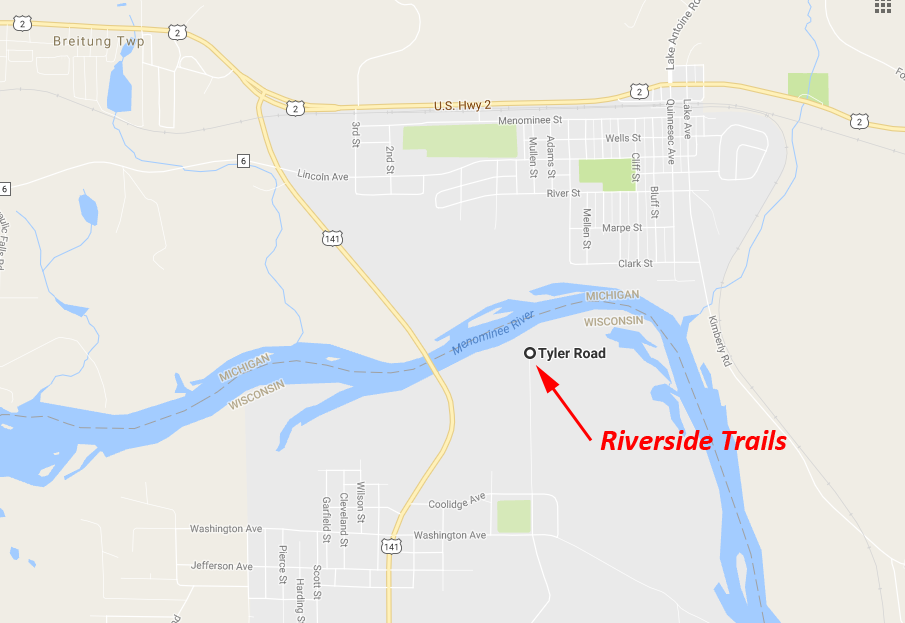 2
2
Breitung Twp
Lake Antoine Rd
2
2
U.S. Hwy 2
2
Menominee St
3rd St
2nd St
Mullen St
Adams St
Wells St
Quinnesec Ave
Lake Ave
Cliff St
6
6
Lincoln Ave
River St
Bluff St
Mellen St
Marpe St
141
Clark St
Falls Rd
MICHIGAN
WISCONSIN
Menominee River
Kimberly Rd
Tyler Road
MICHIGAN
WISCONSIN
Riverside Trails
Wilson St
Cleveland St
Garfield St
Coolidge Ave
Washington Ave
Washington Ave
141
Jefferson Ave
Pierce St
Scott St
Harding S